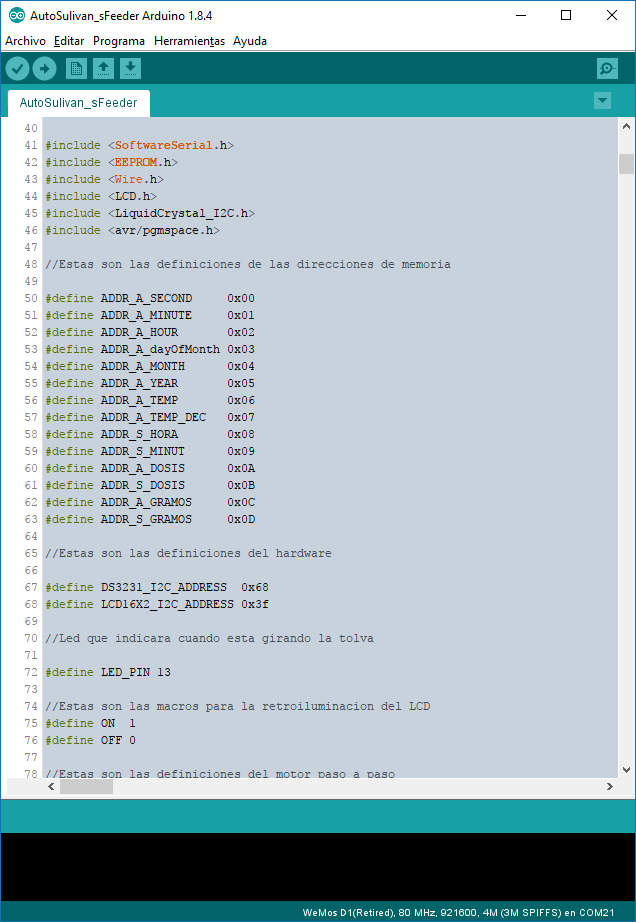 AutoSulivan_sFeeder Arduino 1.8.4
Archivo Editar Programa Herramientas Ayuda
AutoSulivan_sFeeder
40
41 #include <SoftwareSerial.h>
42 #include <EEPROM.h>
43 #include <Wire.h>
44 #include <LCD.h>
45 #include <LiquidCrystal_I2C.h>
46 #include <avr/pgmspace.h>
47
48 //Estas son las definiciones de las direcciones de memoria
49
50 #define ADDR_A_SECOND     0x00
51 #define ADDR_A_MINUTE     0x01
52 #define ADDR_A_HOUR       0x02
53 #define ADDR_A_dayOfMonth 0x03
54 #define ADDR_A_MONTH      0x04
55 #define ADDR_A_YEAR       0x05
56 #define ADDR_A_TEMP       0x06
57 #define ADDR_A_TEMP_DEC   0x07
58 #define ADDR_S_HORA       0x08
59 #define ADDR_S_MINUT      0x09
60 #define ADDR_A_DOSIS      0x0A
61 #define ADDR_S_DOSIS      0x0B
62 #define ADDR_A_GRAMOS     0x0C
63 #define ADDR_S_GRAMOS     0x0D
64
65 //Estas son las definiciones del hardware
66
67 #define DS3231_I2C_ADDRESS  0x68
68 #define LCD16X2_I2C_ADDRESS 0x3f
69
70 //Led que indicara cuando esta girando la tolva
71
72 #define LED_PIN 13
73
74 //Estas son las macros para la retroiluminacion del LCD
75 #define ON  1
76 #define OFF 0
77
78 //Estas son las definiciones del motor paso a paso
WeMos D1(Retired), 80 MHz, 921600, 4M (3M SPIFFS) en COM21